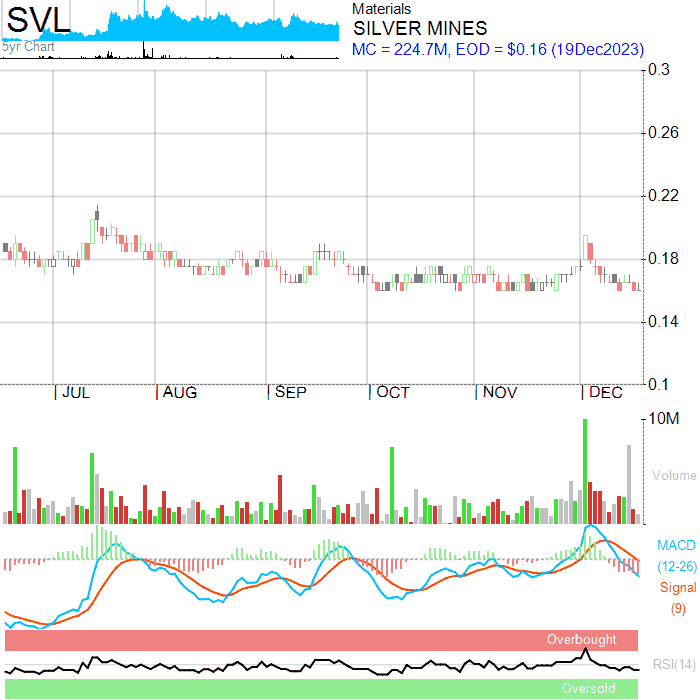 SVL
5yr Chart
Materials
SILVER MINES
MC = 224.7M, EOD = $0.16 (19Dec2023)
0.3
0.26
0.22
0.18
0.14
0.1
JUL AUG SEP OCT NOV DEC
10M
Volume
MACD
(12-26)
Signal
(9)
Overbought
RSI(14)
Oversold